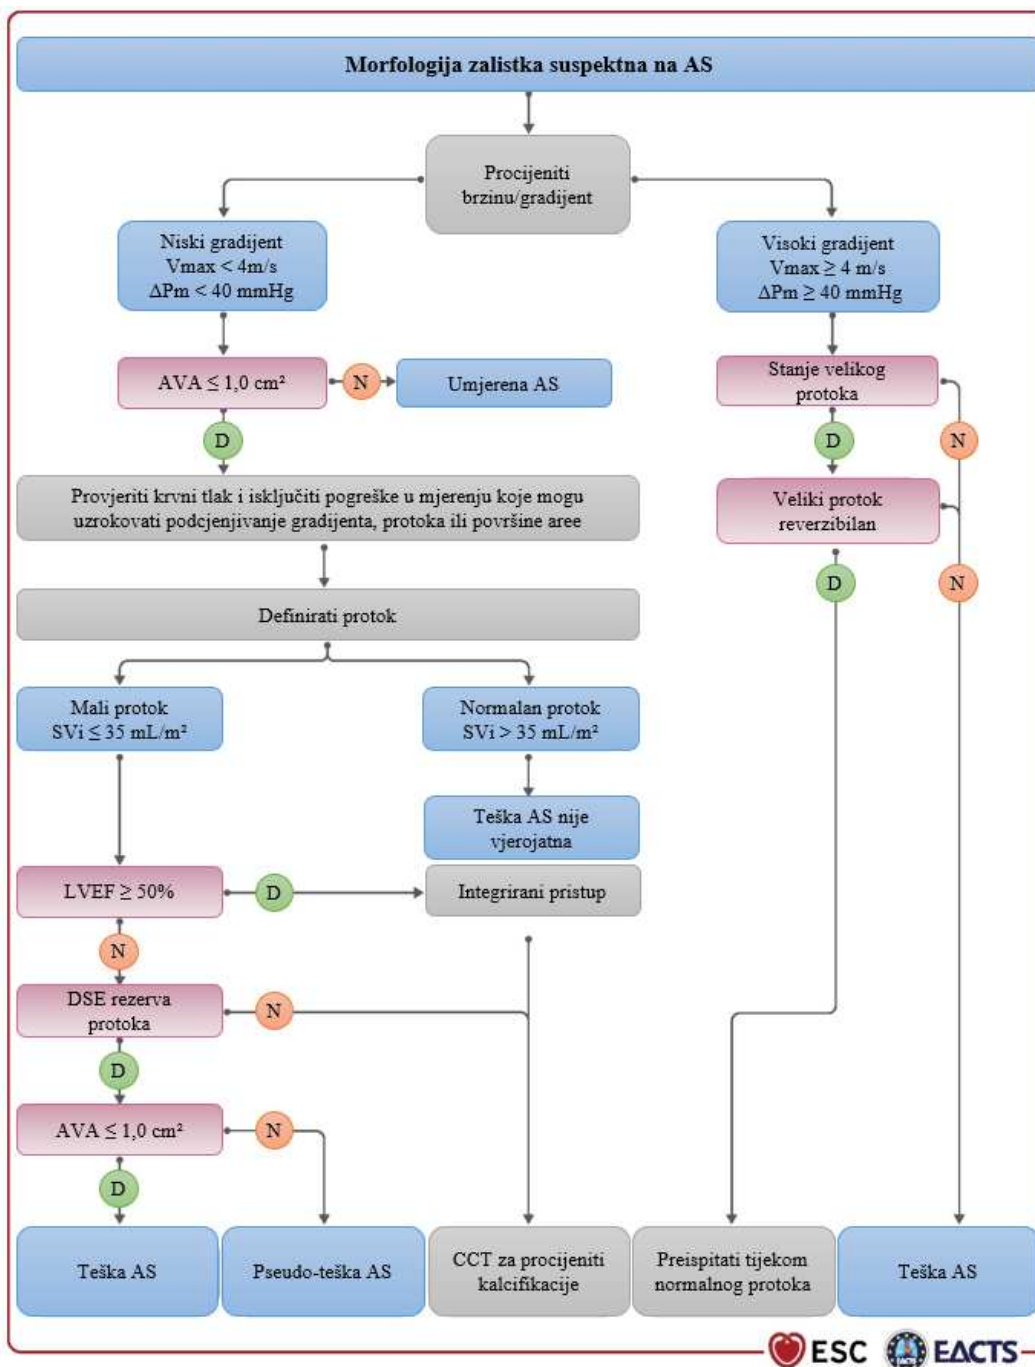 Morfologija zalistka suspektna na AS
Procijeniti
brzinu/gradijent
Niski gradijent
Vmax < 4m/s
ΔPm < 40 mmHg
Visoki gradijent
Vmax ≥ 4 m/s
ΔPm ≥ 40 mmHg
AVA ≤ 1,0 cm²
N
Umjerena AS
Stanje velikog
protoka
D
D
N
Provjeriti krvni tlak i isključiti pogreške u mjerenju koje mogu
uzrokovati podcjenjivanje gradijenta, protoka ili površine aree
Veliki protok
reverzibilan
D
N
Definirati protok
Mali protok
SVi ≤ 35 mL/m²
Normalan protok
SVi > 35 mL/m²
Teška AS nije
vjerojatna
LVEF ≥ 50%
D
Integrirani pristup
N
DSE rezerva
protoka
N
D
AVA ≤ 1,0 cm²
N
D
Teška AS
Pseudo-teška AS
CCT za procijeniti
kalcifikacije
Preispitati tijekom
normalnog protoka
Teška AS
ESC
EACTS